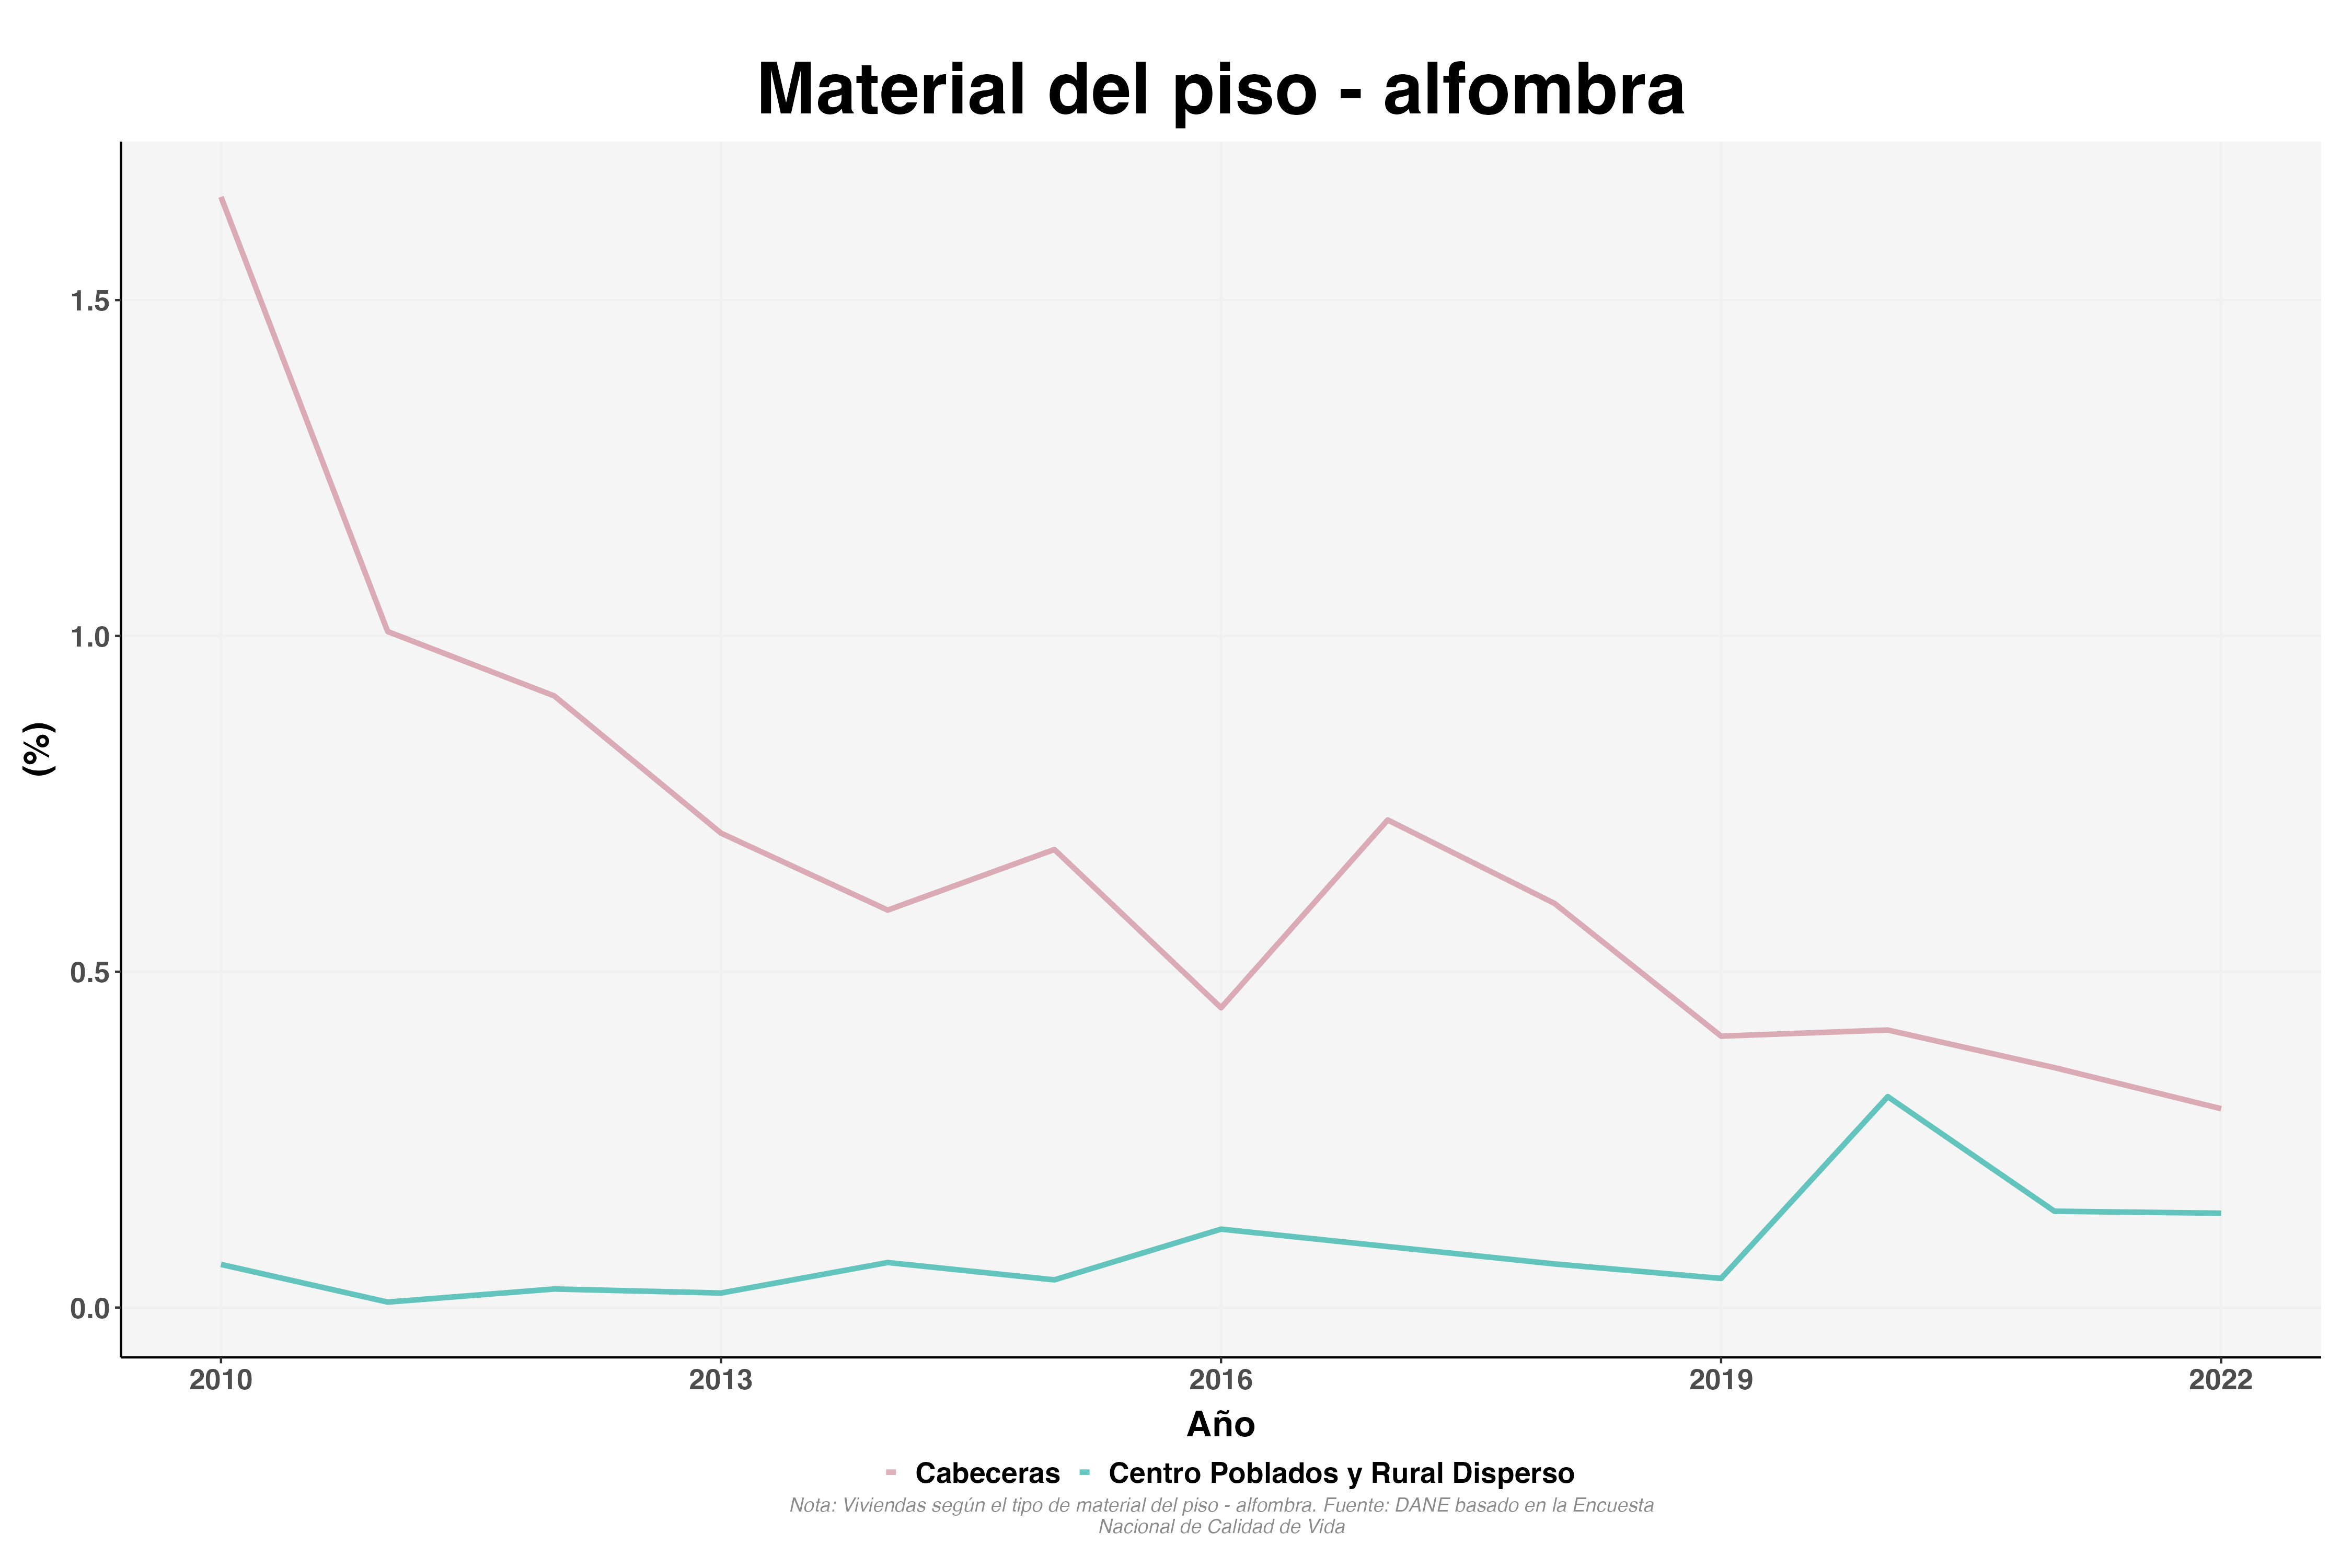 Material del piso - alfombra
(%)
1.5
1.0
0.5
0.0
2010 2013 2016 2019 2022
Año
Cabeceras Centro Poblados y Rural Disperso
Nota: Viviendas según el tipo de material del piso - alfombra. Fuente: DANE basado en la Encuesta
Nacional de Calidad de Vida